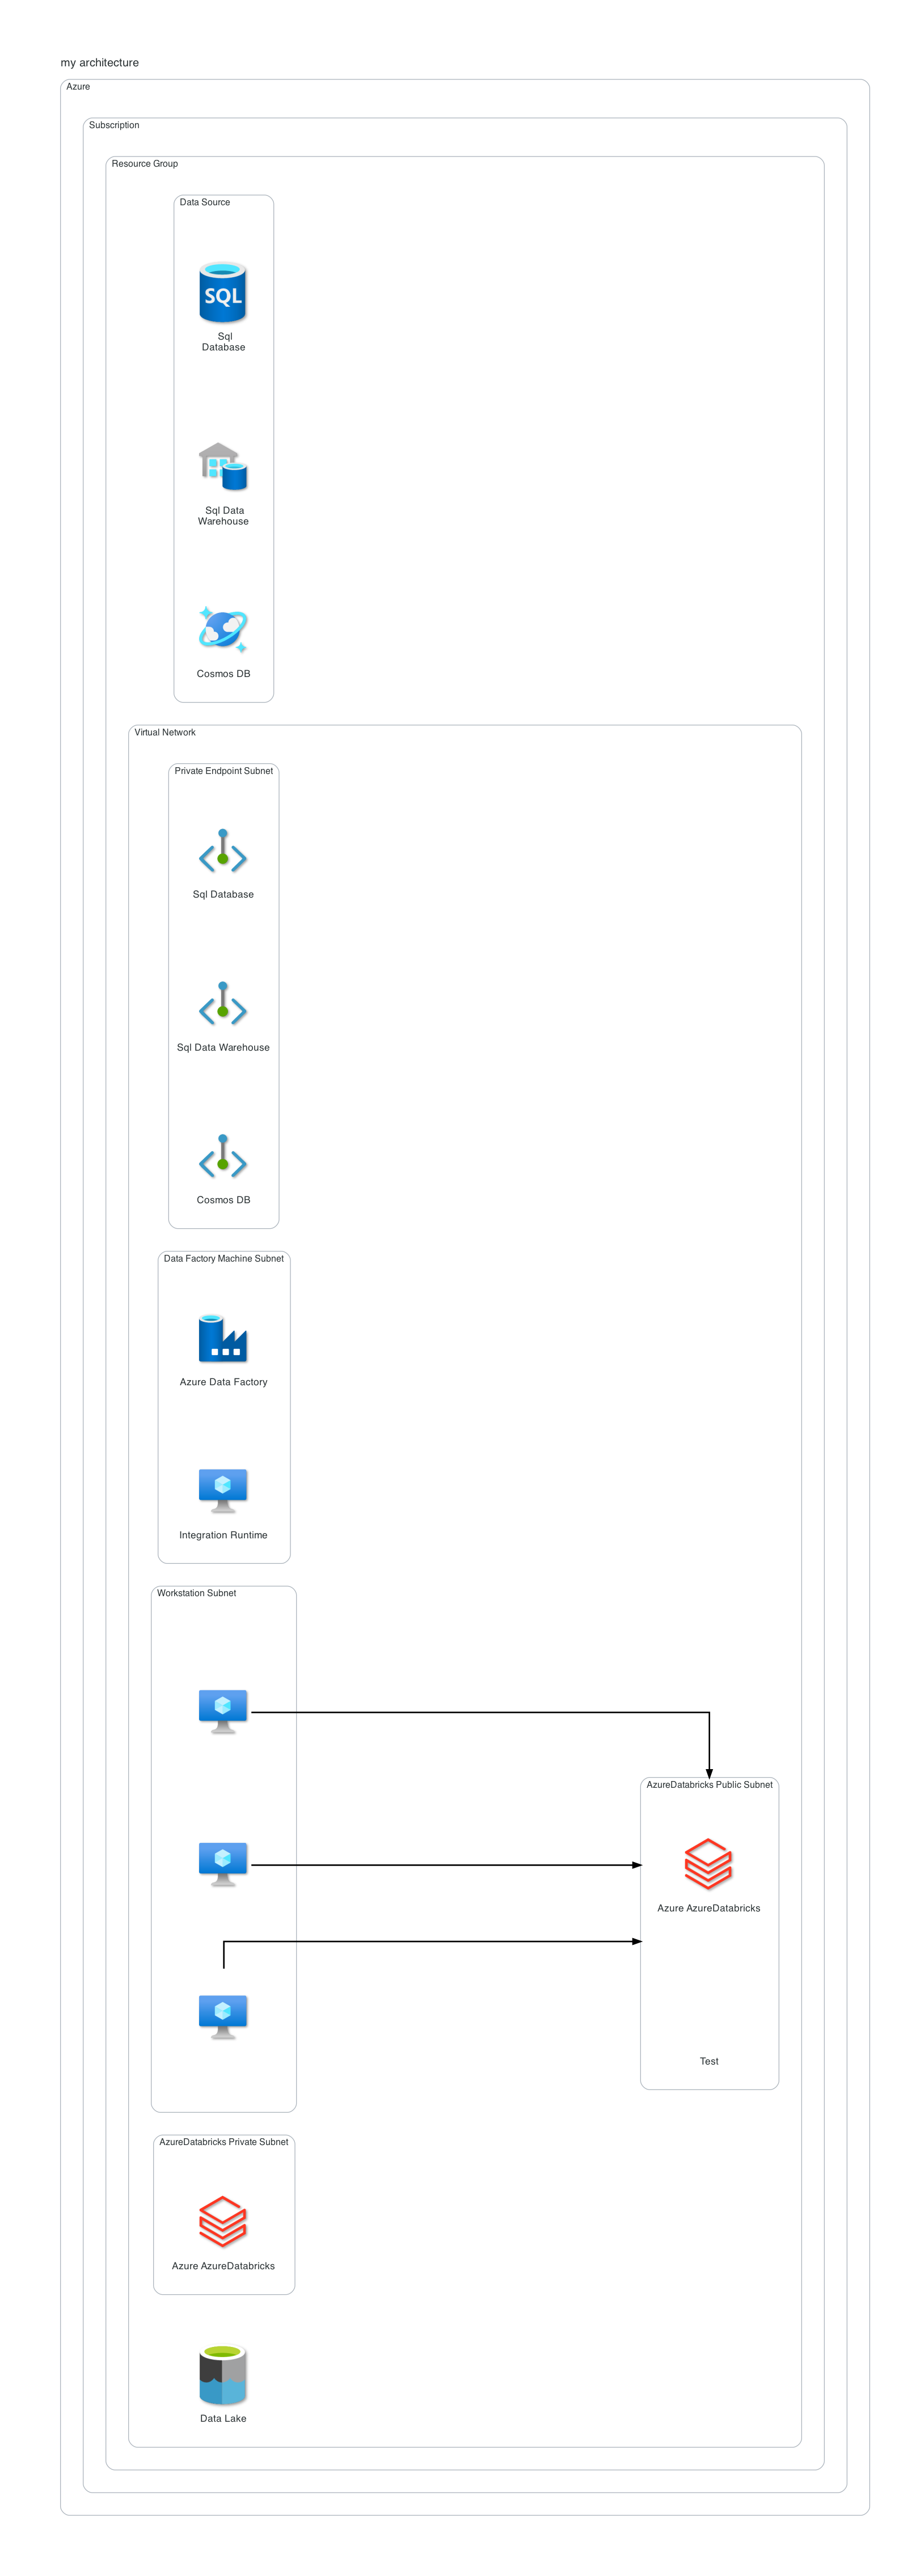 my architecture
Azure
Subscription
Resource Group
Data Source
SQL
Sql
Database
Sql Data
Warehouse
Cosmos DB
Virtual Network
Private Endpoint Subnet
Sql Database
Sql Data Warehouse
Cosmos DB
Data Factory Machine Subnet
Azure Data Factory
Integration Runtime
Workstation Subnet
AzureDatabricks Public Subnet
Azure AzureDatabricks
Test
AzureDatabricks Private Subnet
Azure AzureDatabricks
Data Lake